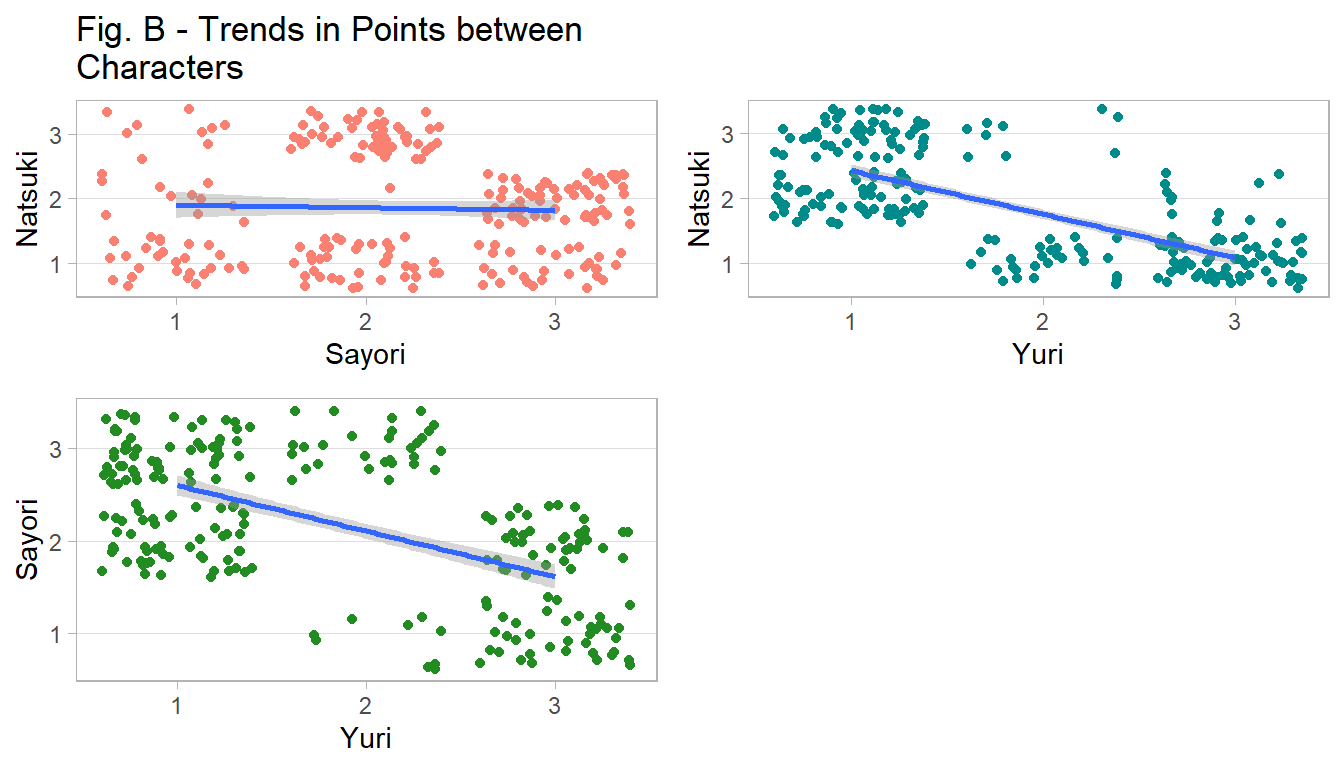 Fig. B - Trends in Points between
Characters
Natsuki
3
2
1
1 2 3
Sayori
Natsuki
3
2
1
1 2 3
Yuri
Sayori
3
2
1
1 2 3
Yuri